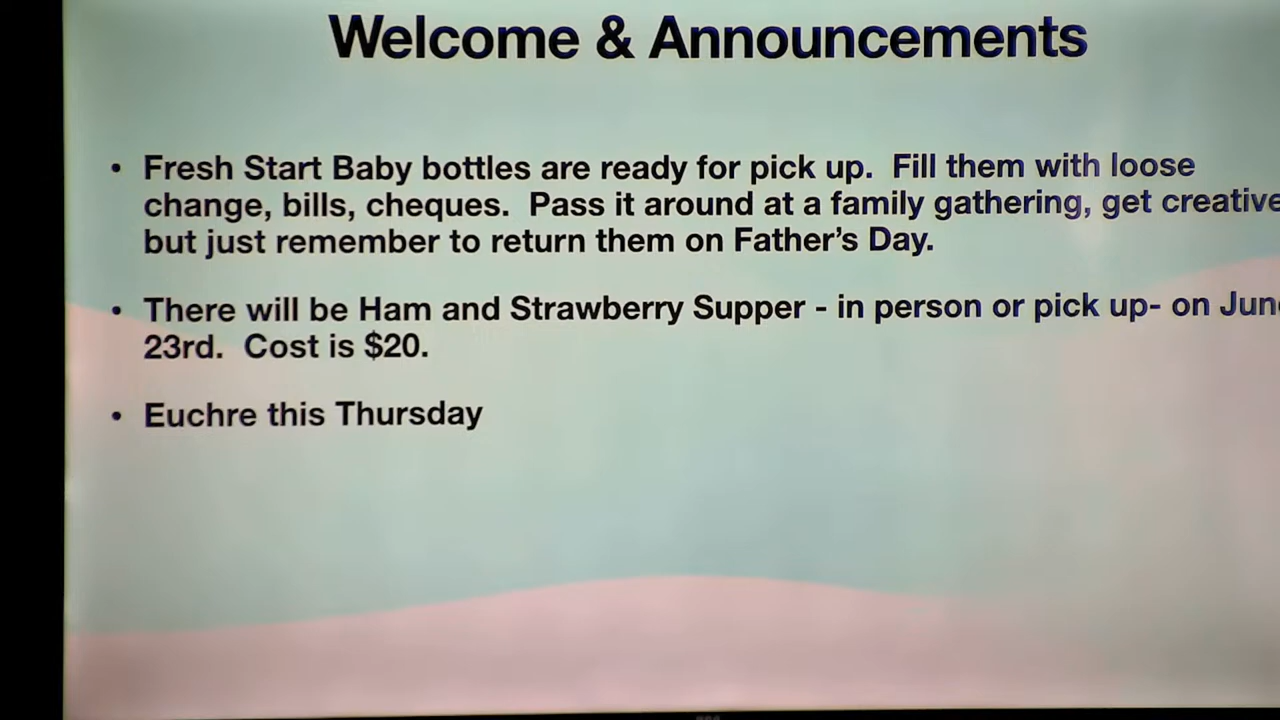 Welcome & Announcements
• Fresh Start Baby bottles are ready for pick up.  Fill them with loose
change, bills, cheques.  Pass it around at a family gathering, get creative
but just remember to return them on Father's Day.
• There will be Ham and Strawberry Supper - in person or pick up- on Jun
23rd.  Cost is $20.
• Euchre this Thursday